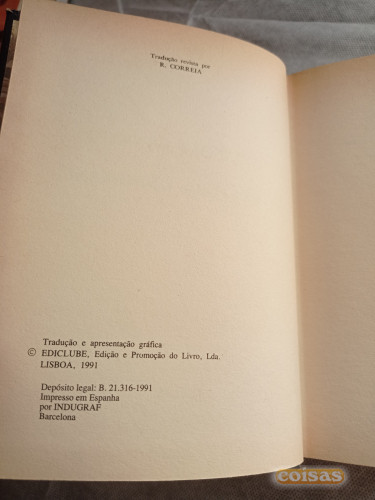 Tradução revista por
R. CORREIA
Tradução e apresentação gráfica
© EDICLUBE, Edição e Promoção do Livro, Lda.
LISBOA, 1991
Depósito legal: B. 21.316-1991
Impresso em Espanha
por INDUGRAF
Barcelona
coisas